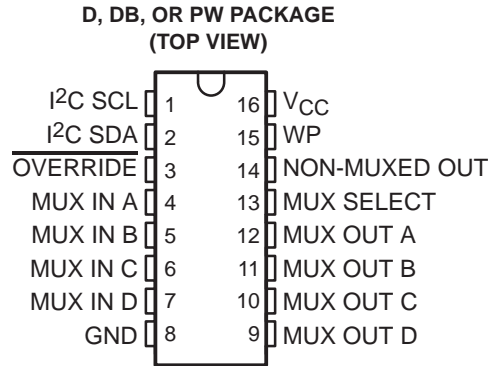 D, DB, OR PW PACKAGE
(TOP VIEW)
I²C SCL 1 16 VCC
I²C SDA 2 15 WP
OVERRIDE 3 14 NON-MUXED OUT
MUX IN A 4 13 MUX SELECT
MUX IN B 5 12 MUX OUT A
MUX IN C 6 11 MUX OUT B
MUX IN D 7 10 MUX OUT C
GND 8 9 MUX OUT D